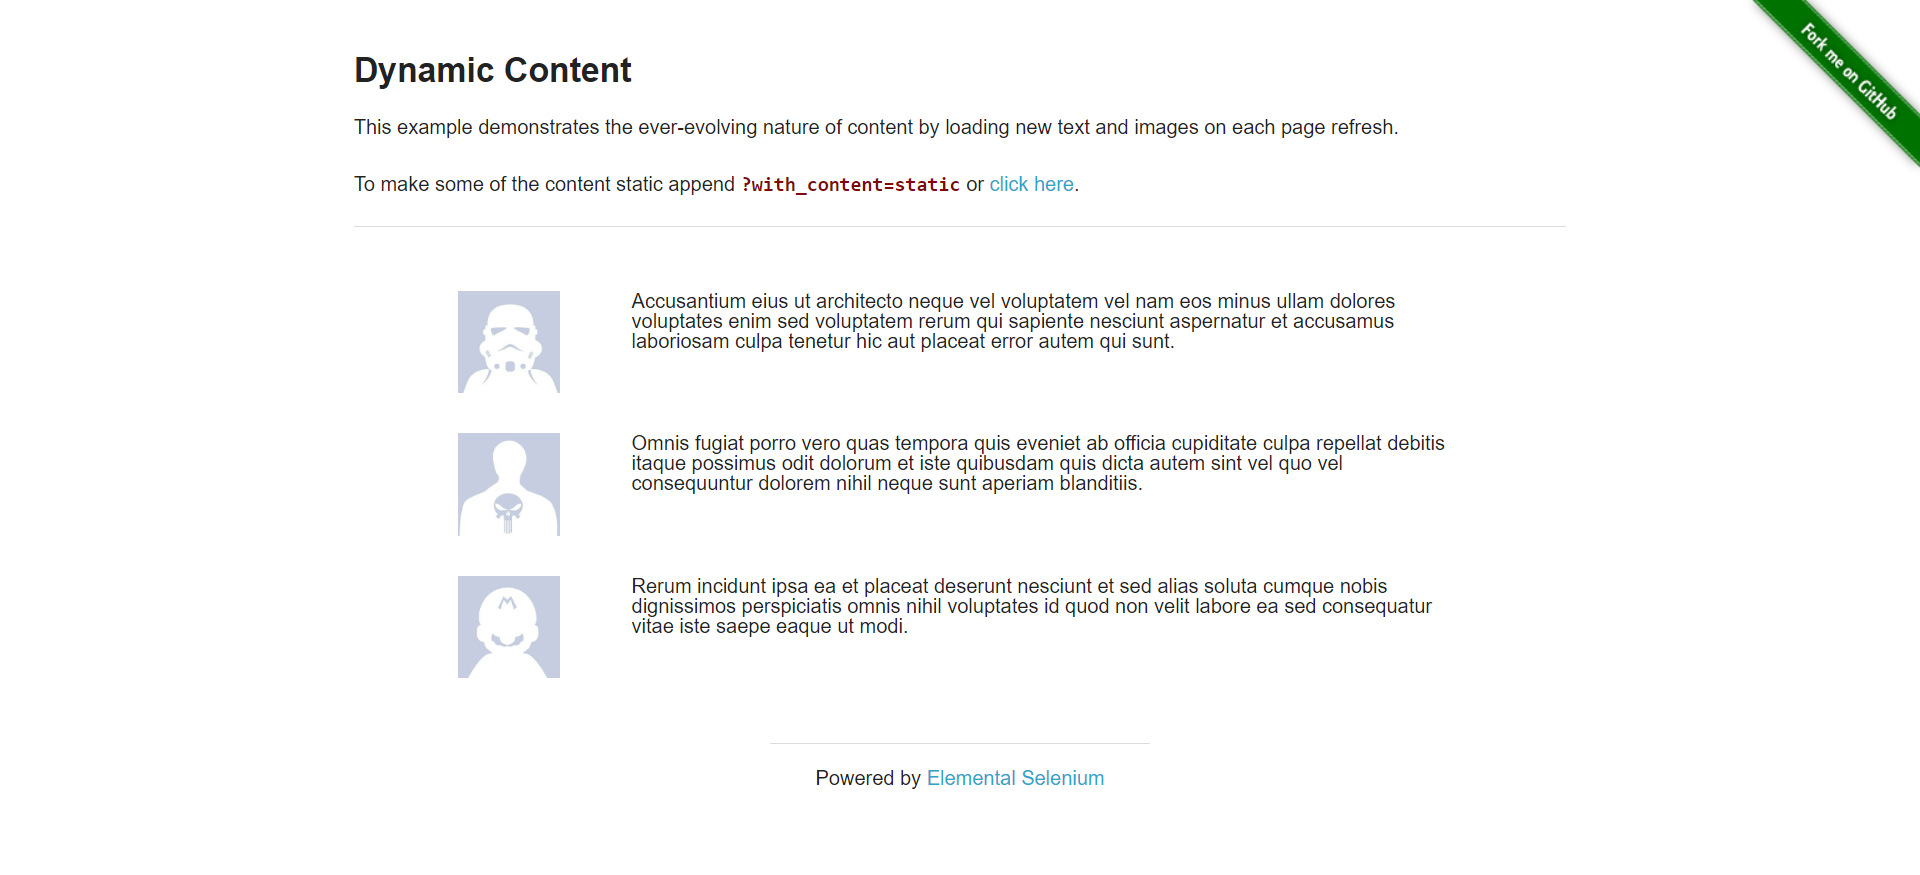 Fork me on GitHub
Dynamic Content
This example demonstrates the ever-evolving nature of content by loading new text and images on each page refresh.
To make some of the content static append ?with_content=static or click here.
Accusantium eius ut architecto neque vel voluptatem vel nam eos minus ullam dolores
voluptates enim sed voluptatem rerum qui sapiente nesciunt aspernatur et accusamus
laboriosam culpa tenetur hic aut placeat error autem qui sunt.
Omnis fugiat porro vero quas tempora quis eveniet ab officia cupiditate culpa repellat debitis
itaque possimus odit dolorum et iste quibusdam quis dicta autem sint vel quo vel
consequuntur dolorem nihil neque sunt aperiam blanditiis.
Rerum incidunt ipsa ea et placeat deserunt nesciunt et sed alias soluta cumque nobis
dignissimos perspiciatis omnis nihil voluptates id quod non velit labore ea sed consequatur
vitae iste saepe eaque ut modi.
Powered by Elemental Selenium